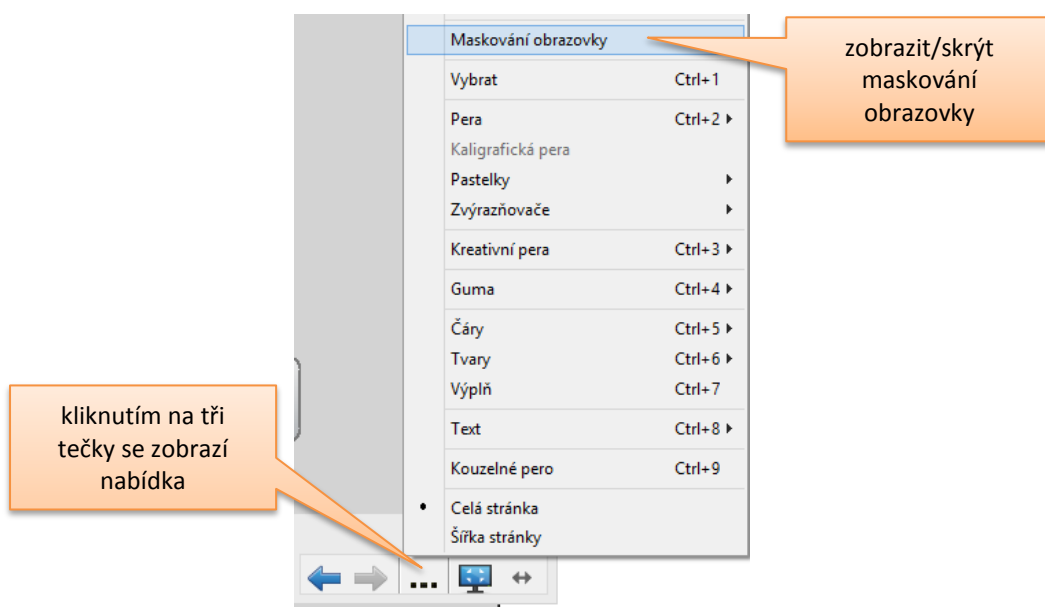 Maskování obrazovky
zobrazit/skrýt
maskování
obrazovky
Vybrat Ctrl+1
Pera Ctrl+2
Kaligrafická pera
Pastelky
Zvýrazňovače
Kreativní pera Ctrl+3
Guma Ctrl+4
Čáry Ctrl+5
Tvary Ctrl+6
Výplň Ctrl+7
Text Ctrl+8
Kouzelné pero Ctrl+9
Celá stránka
Šířka stránky
kliknutím na tři
tečky se zobrazí
nabídka